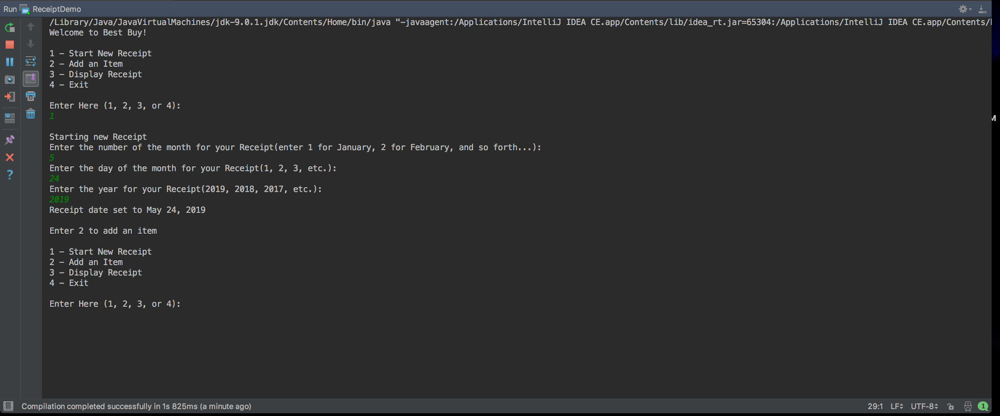 Run ReceiptDemo
/Library/Java/JavaVirtualMachines/jdk-9.0.1.jdk/Contents/Home/bin/java "-javaagent:/Applications/IntelliJ IDEA CE.app/Contents/lib/idea_rt.jar=65304:/Applications/IntelliJ IDEA CE.app/Contents/
Welcome to Best Buy!
1 – Start New Receipt
2 – Add an Item
3 – Display Receipt
4 – Exit
Enter Here (1, 2, 3, or 4):
1
Starting new Receipt
Enter the number of the month for your Receipt(enter 1 for January, 2 for February, and so forth...):
5
Enter the day of the month for your Receipt(1, 2, 3, etc.):
24
Enter the year for your Receipt(2019, 2018, 2017, etc.):
2019
Receipt date set to May 24, 2019
Enter 2 to add an item
1 – Start New Receipt
2 – Add an Item
3 – Display Receipt
4 – Exit
Enter Here (1, 2, 3, or 4):
Compilation completed successfully in 1s 825ms (a minute ago) 29:1 LF UTF-8 1